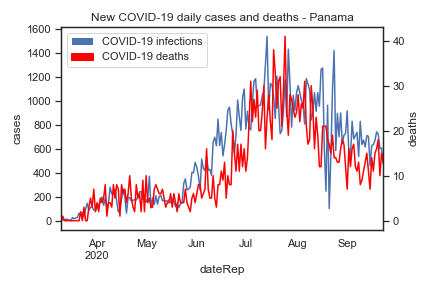 New COVID-19 daily cases and deaths - Panama
COVID-19 infections
COVID-19 deaths
1600
1400
1200
1000
800
600
400
200
0
cases
40
30
20
10
0
deaths
Apr
2020
May
Jun
Jul
Aug
Sep
dateRep